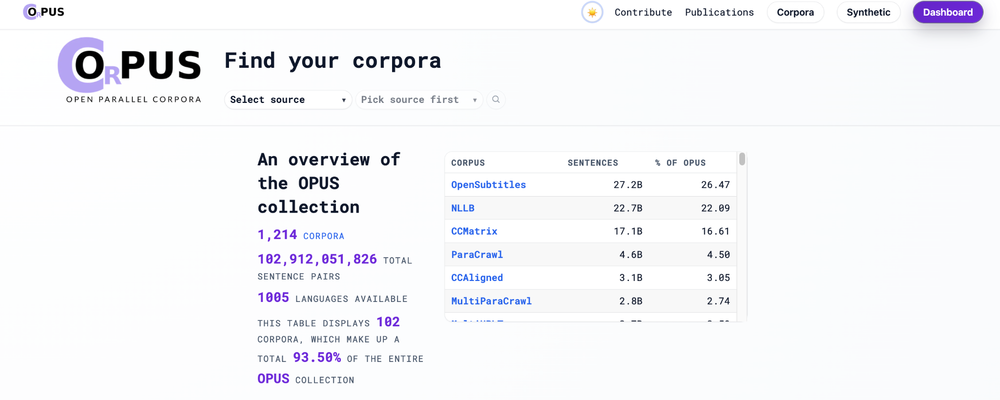 CORPUS
Contribute Publications Corpora Synthetic Dashboard
CORPUS
OPEN PARALLEL CORPORA
Find your corpora
Select source ▾ Pick source first ▾
An overview of
the OPUS
collection
1,214 CORPORA
102,912,051,826 TOTAL
SENTENCE PAIRS
1005 LANGUAGES AVAILABLE
THIS TABLE DISPLAYS 102
CORPORA, WHICH MAKE UP A
TOTAL 93.50% OF THE ENTIRE
OPUS COLLECTION
CORPUS SENTENCES % OF OPUS
OpenSubtitles 27.2B 26.47
NLLB 22.7B 22.09
CCMatrix 17.1B 16.61
ParaCrawl 4.6B 4.50
CCAligned 3.1B 3.05
MultiParaCrawl 2.8B 2.74